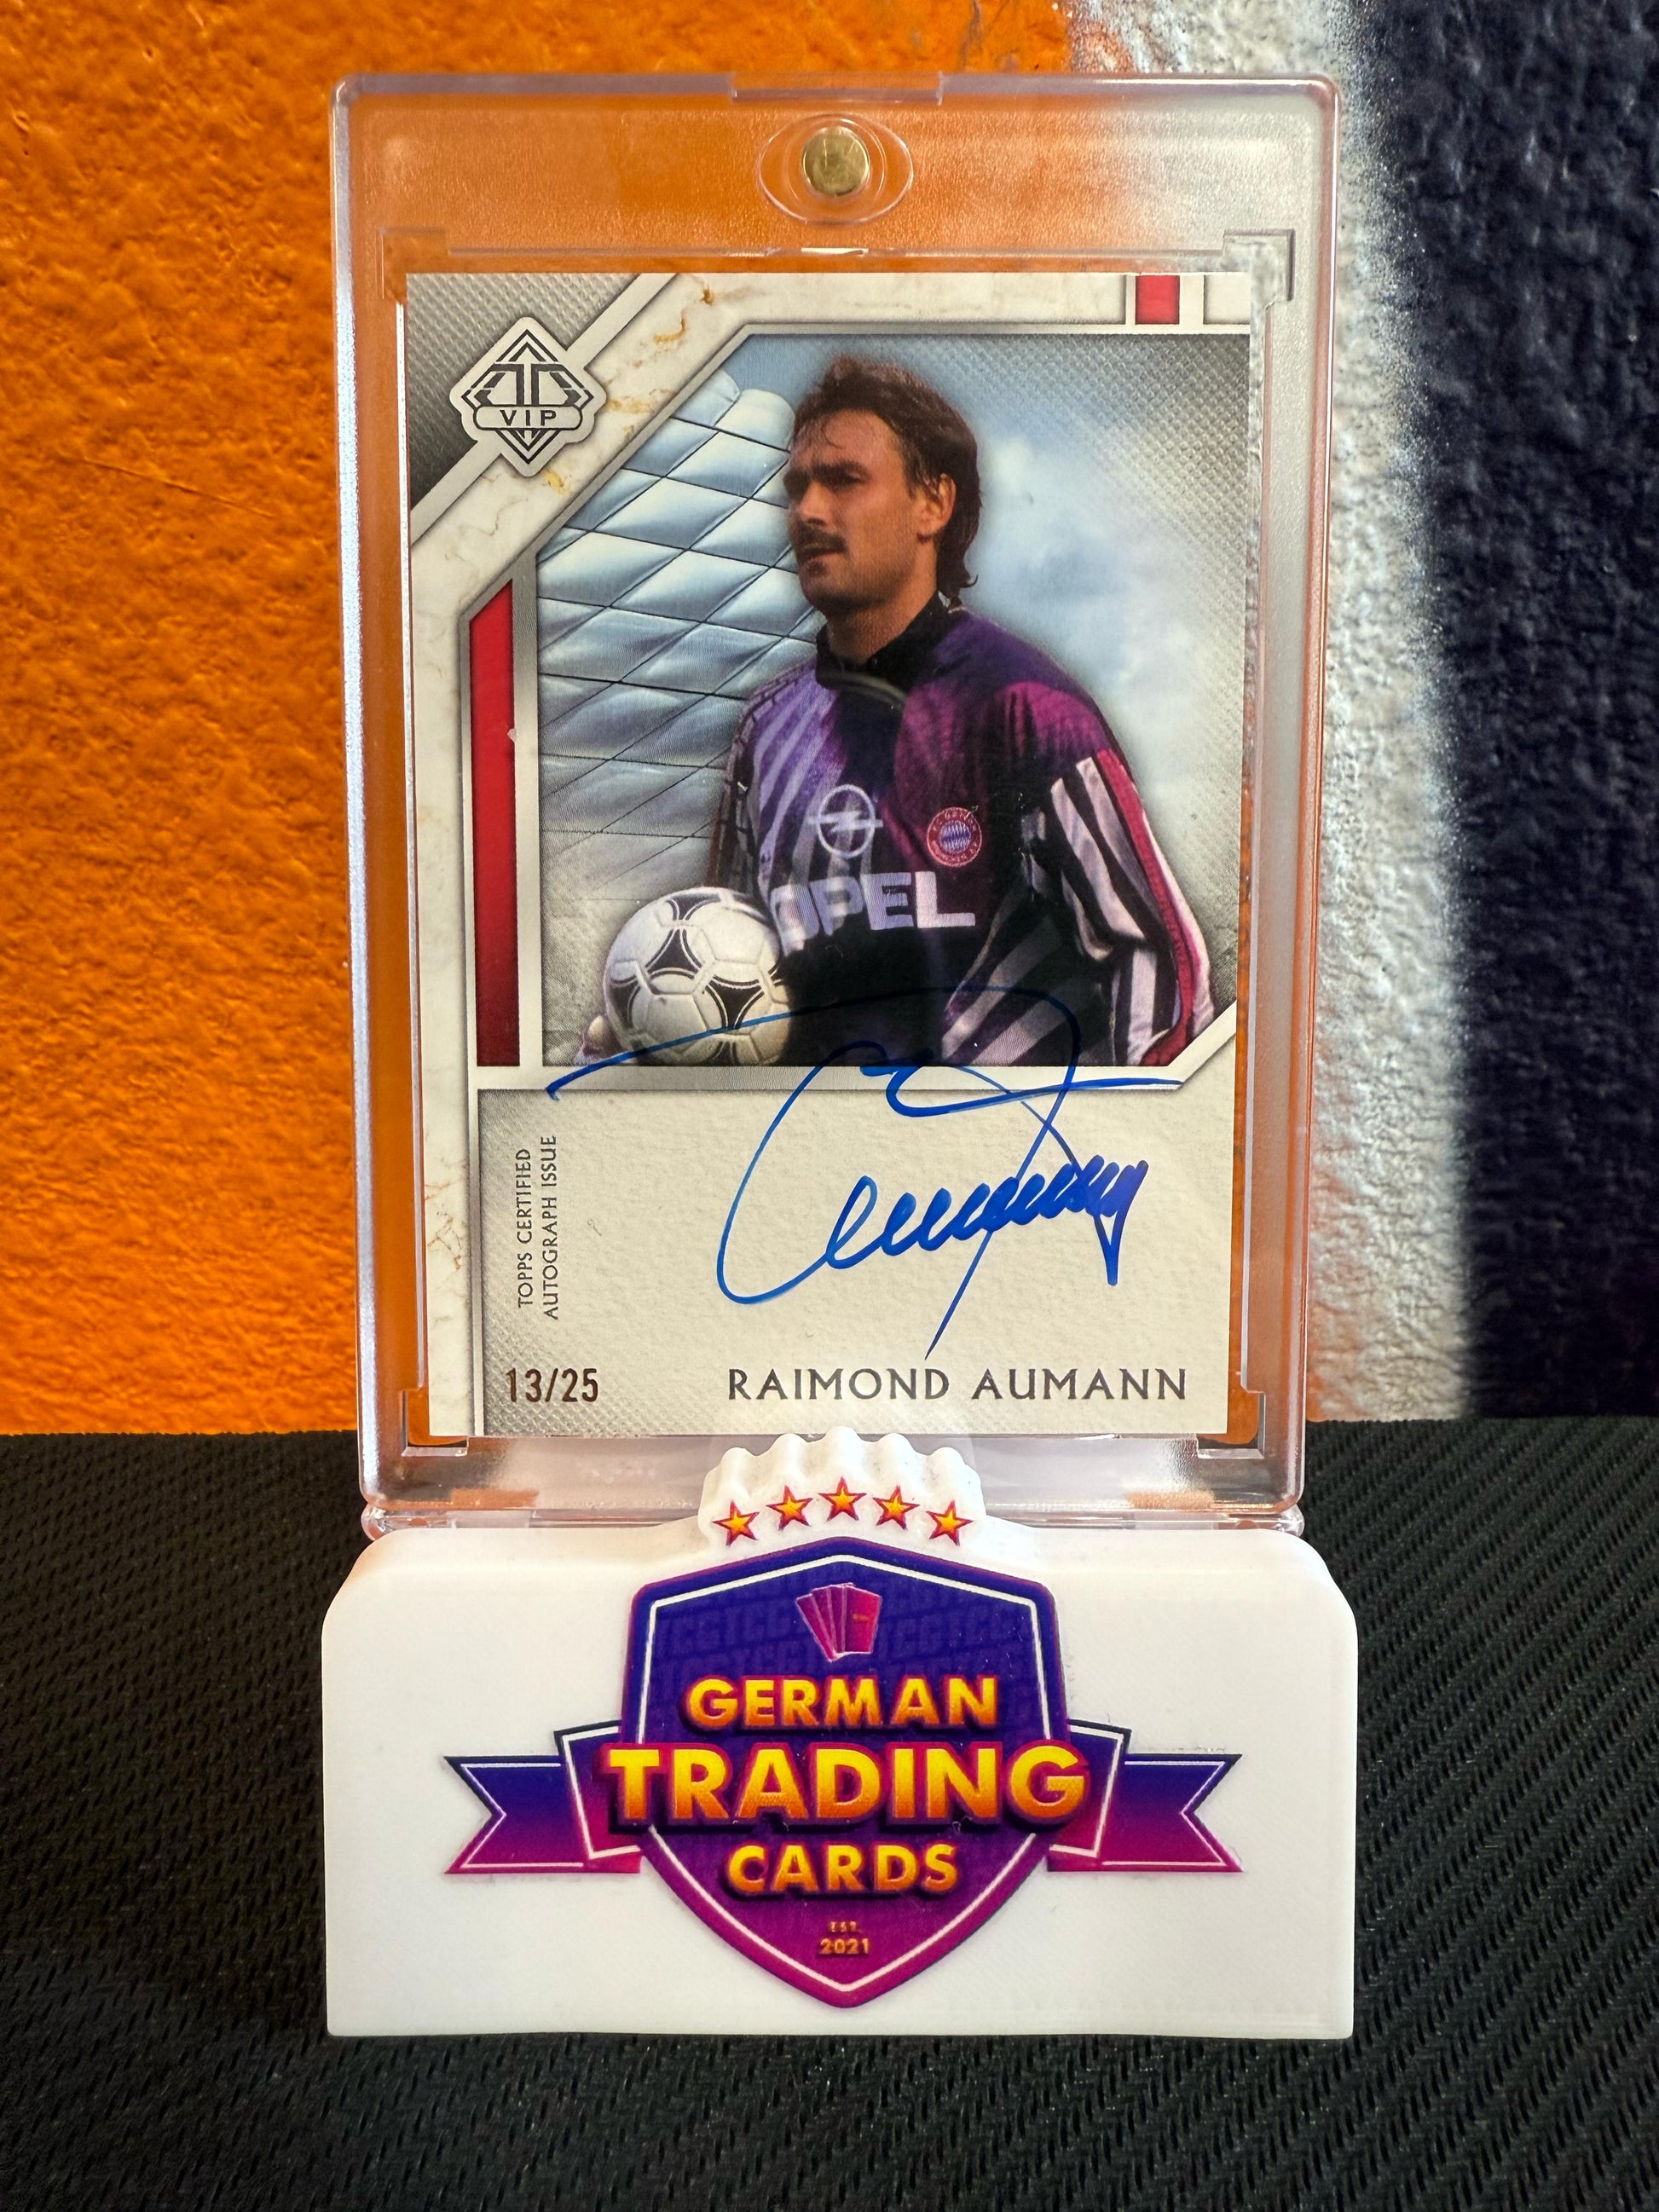 VIP
OPEL
TOPPS CERTIFIED
AUTOGRAPH ISSUE
13/25
RAIMOND AUMANN
GERMAN
TRADING
CARDS
EST.
2021